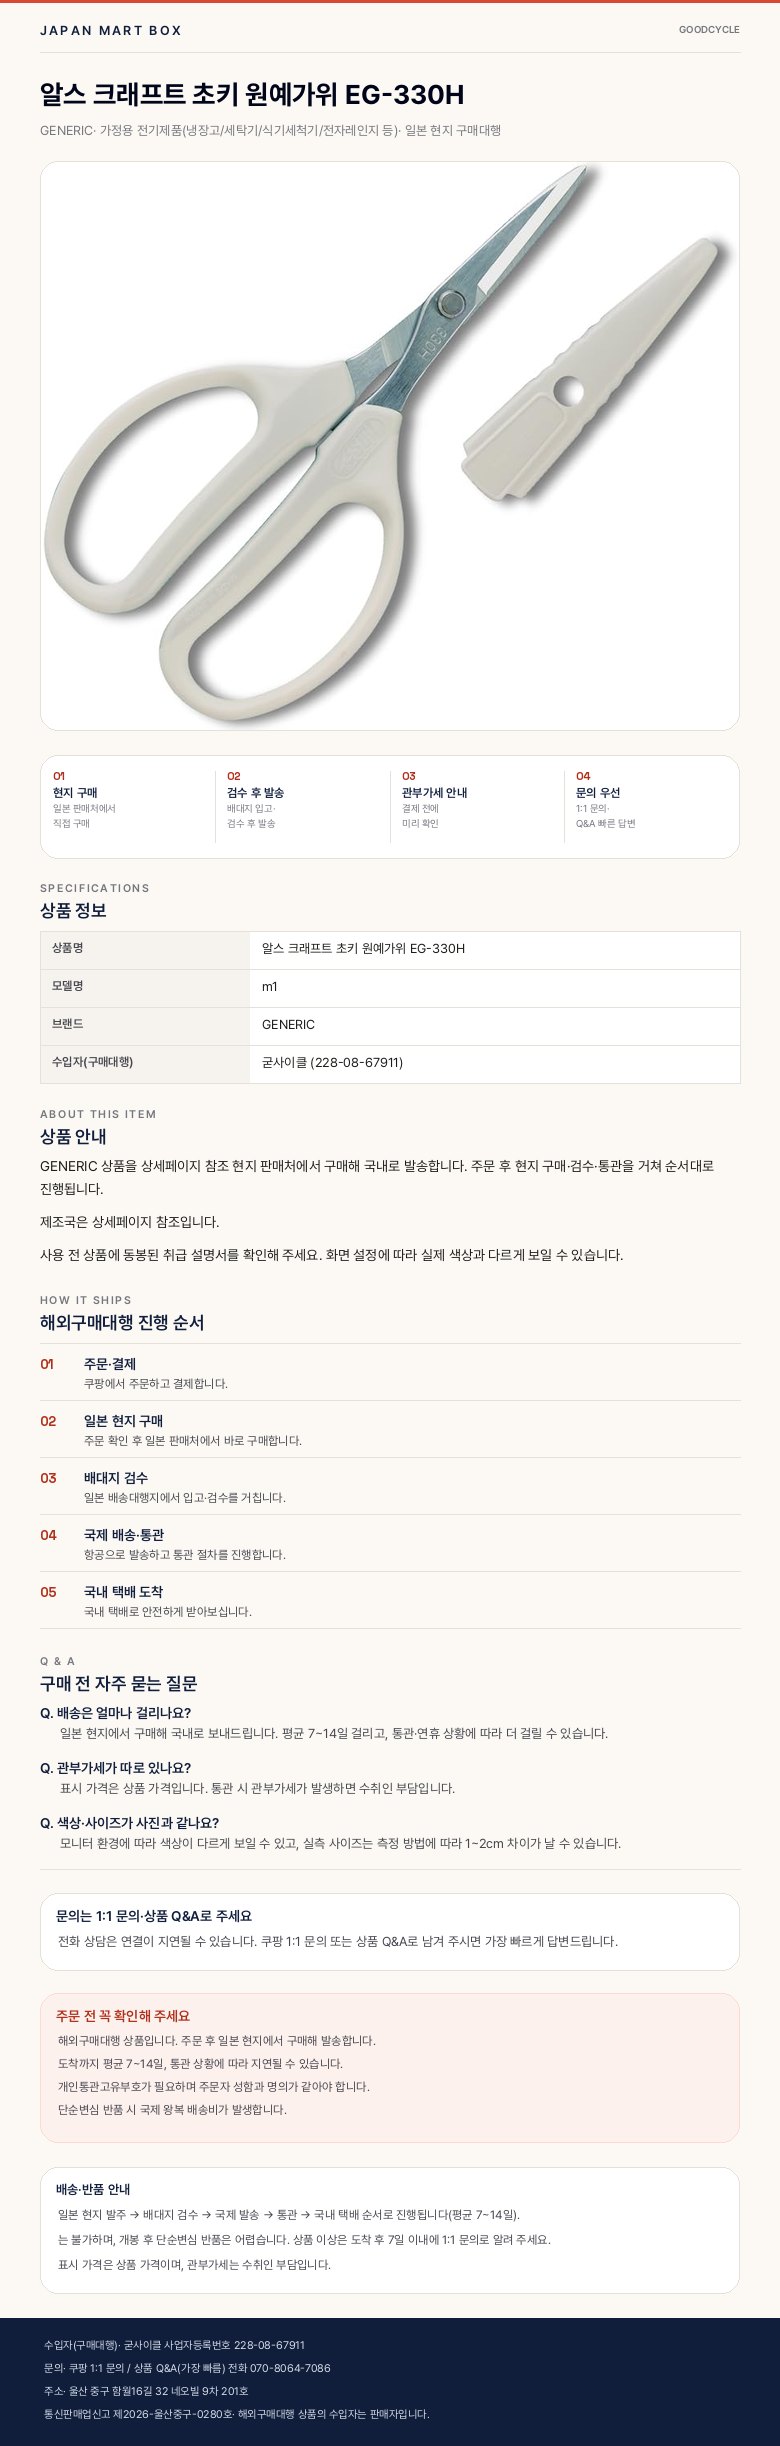 JAPAN MART BOX
GOODCYCLE
알스 크래프트 초키 원예가위 EG-330H
GENERIC· 가정용 전기제품(냉장고/세탁기/식기세척기/전자레인지 등)· 일본 현지 구매대행
330H
01
현지 구매
일본 판매처에서
직접 구매
02
검수 후 발송
배대지 입고·
검수 후 발송
03
관부가세 안내
결제 전에
미리 확인
04
문의 우선
1:1 문의·
Q&A 빠른 답변
SPECIFICATIONS
상품 정보
상품명 알스 크래프트 초키 원예가위 EG-330H
모델명 m1
브랜드 GENERIC
수입자(구매대행) 굳사이클 (228-08-67911)
ABOUT THIS ITEM
상품 안내
GENERIC 상품을 상세페이지 참조 현지 판매처에서 구매해 국내로 발송합니다. 주문 후 현지 구매·검수·통관을 거쳐 순서대로
진행됩니다.
제조국은 상세페이지 참조입니다.
사용 전 상품에 동봉된 취급 설명서를 확인해 주세요. 화면 설정에 따라 실제 색상과 다르게 보일 수 있습니다.
HOW IT SHIPS
해외구매대행 진행 순서
01 주문·결제
쿠팡에서 주문하고 결제합니다.
02 일본 현지 구매
주문 확인 후 일본 판매처에서 바로 구매합니다.
03 배대지 검수
일본 배송대행지에서 입고·검수를 거칩니다.
04 국제 배송·통관
항공으로 발송하고 통관 절차를 진행합니다.
05 국내 택배 도착
국내 택배로 안전하게 받아보십니다.
Q & A
구매 전 자주 묻는 질문
Q. 배송은 얼마나 걸리나요?
일본 현지에서 구매해 국내로 보내드립니다. 평균 7~14일 걸리고, 통관·연휴 상황에 따라 더 걸릴 수 있습니다.
Q. 관부가세가 따로 있나요?
표시 가격은 상품 가격입니다. 통관 시 관부가세가 발생하면 수취인 부담입니다.
Q. 색상·사이즈가 사진과 같나요?
모니터 환경에 따라 색상이 다르게 보일 수 있고, 실측 사이즈는 측정 방법에 따라 1~2cm 차이가 날 수 있습니다.
문의는 1:1 문의·상품 Q&A로 주세요
전화 상담은 연결이 지연될 수 있습니다. 쿠팡 1:1 문의 또는 상품 Q&A로 남겨 주시면 가장 빠르게 답변드립니다.
주문 전 꼭 확인해 주세요
해외구매대행 상품입니다. 주문 후 일본 현지에서 구매해 발송합니다.
도착까지 평균 7~14일, 통관 상황에 따라 지연될 수 있습니다.
개인통관고유부호가 필요하며 주문자 성함과 명의가 같아야 합니다.
단순변심 반품 시 국제 왕복 배송비가 발생합니다.
배송·반품 안내
일본 현지 발주 → 배대지 검수 → 국제 발송 → 통관 → 국내 택배 순서로 진행됩니다(평균 7~14일).
는 불가하며, 개봉 후 단순변심 반품은 어렵습니다. 상품 이상은 도착 후 7일 이내에 1:1 문의로 알려 주세요.
표시 가격은 상품 가격이며, 관부가세는 수취인 부담입니다.
수입자(구매대행)· 굳사이클 사업자등록번호 228-08-67911
문의· 쿠팡 1:1 문의 / 상품 Q&A(가장 빠름) 전화 070-8064-7086
주소· 울산 중구 함월16길 32 네오빌 9차 201호
통신판매업신고 제2026-울산중구-0280호· 해외구매대행 상품의 수입자는 판매자입니다.